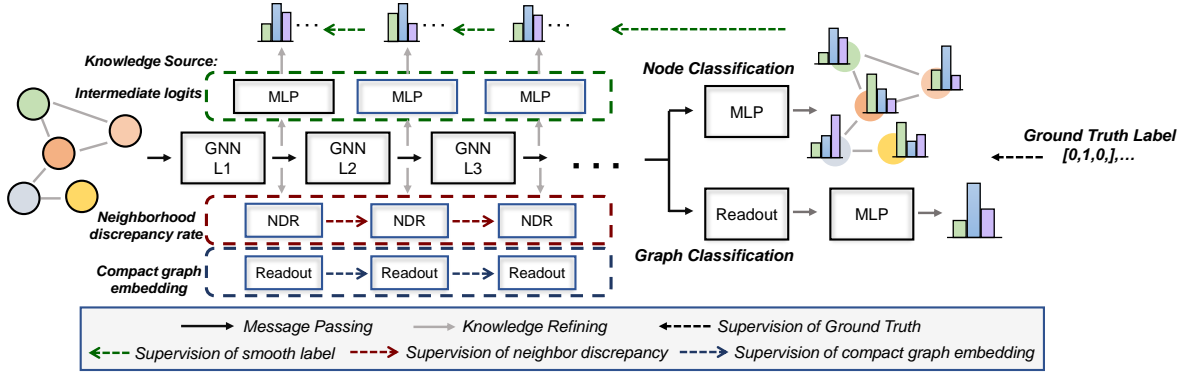 Knowledge Source:
Intermediate logits
MLP
MLP
MLP
GNN
L1
GNN
L2
GNN
L3
Neighborhood
discrepancy rate
NDR
NDR
NDR
Compact graph
embedding
Readout
Readout
Readout
Node Classification
MLP
Readout
MLP
Graph Classification
Ground Truth Label
[0,1,0,],...
Message Passing
Knowledge Refining
Supervision of Ground Truth
Supervision of smooth label
Supervision of neighbor discrepancy
Supervision of compact graph embedding